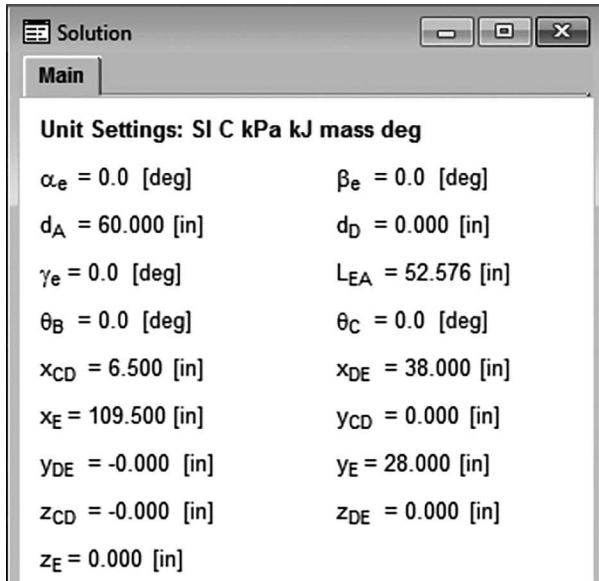 Solution
Main
Unit Settings: SI C kPa kJ mass deg
αe = 0.0 [deg] βe = 0.0 [deg]
dA = 60.000 [in] dD = 0.000 [in]
γe = 0.0 [deg] LEA = 52.576 [in]
θB = 0.0 [deg] θC = 0.0 [deg]
xCD = 6.500 [in] xDE = 38.000 [in]
xE = 109.500 [in] yCD = 0.000 [in]
yDE = -0.000 [in] yE = 28.000 [in]
zCD = -0.000 [in] zDE = 0.000 [in]
zE = 0.000 [in]